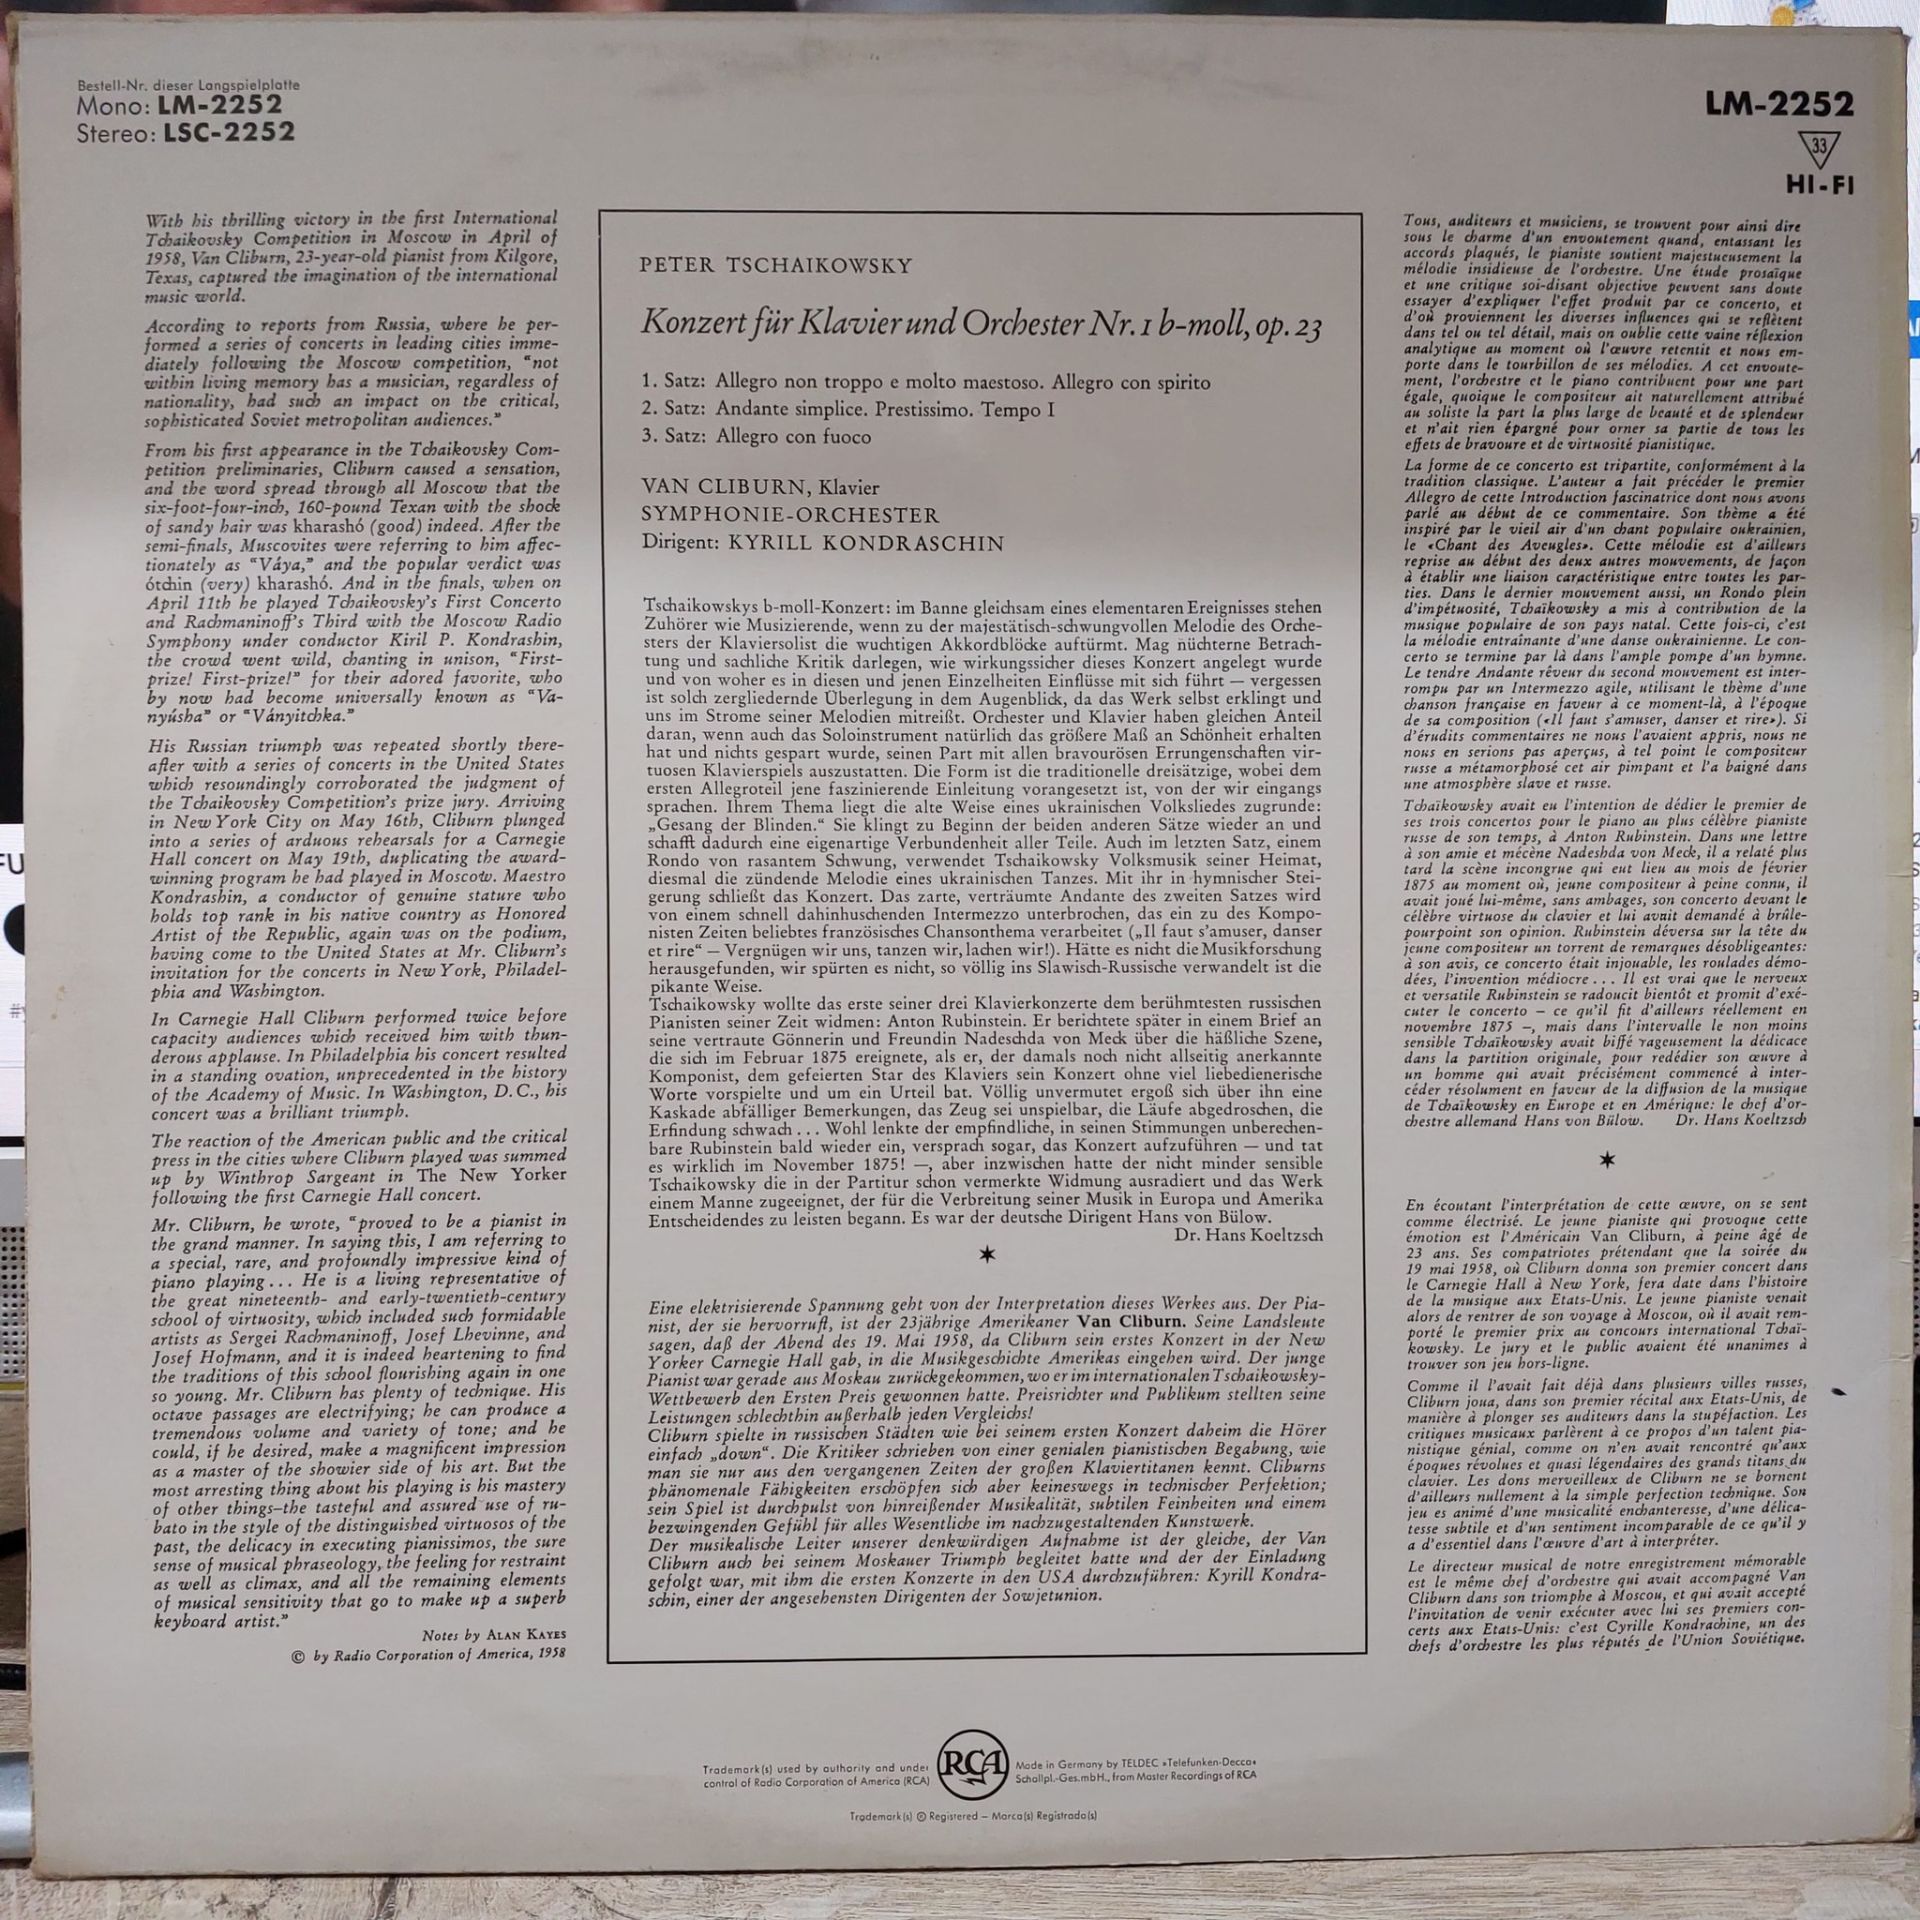 Bestell-Nr. dieser Langspielplatte
Mono: LM-2252
Stereo: LSC-2252
LM-2252
33
HI-FI
With his thrilling victory in the first International
Tchaikovsky Competition in Moscow in April of
1958, Van Cliburn, 23-year-old pianist from Kilgore,
Texas, captured the imagination of the international
music world.
According to reports from Russia, where he per-
formed a series of concerts in leading cities imme-
diately following the Moscow competition, “not
within living memory has a musician, regardless of
nationality, had such an impact on the critical,
sophisticated Soviet metropolitan audiences.”
From his first appearance in the Tchaikovsky Com-
petition preliminaries, Cliburn caused a sensation,
and the word spread through all Moscow that the
six-foot-four-inch, 160-pound Texan with the shock
of sandy hair was kharashó (good) indeed. After the
semi-finals, Muscovites were referring to him affec-
tionately as “Váya,” and the popular verdict was
ótchin (very) kharashó. And in the finals, when on
April 11th he played Tchaikovsky’s First Concerto
and Rachmaninoff’s Third with the Moscow Radio
Symphony under conductor Kiril P. Kondrashin,
the crowd went wild, chanting in unison, “First-
prize! First-prize!” for their adored favorite, who
by now had become universally known as “Va-
nyúsha” or “Ványitchka.”
His Russian triumph was repeated shortly there-
after with a series of concerts in the United States
which resoundingly corroborated the judgment of
the Tchaikovsky Competition’s prize jury. Arriving
in New York City on May 16th, Cliburn plunged
into a series of arduous rehearsals for a Carnegie
Hall concert on May 19th, duplicating the award-
winning program he had played in Moscow. Maestro
Kondrashin, a conductor of genuine stature who
holds top rank in his native country as Honored
Artist of the Republic, again was on the podium,
having come to the United States at Mr. Cliburn’s
invitation for the concerts in New York, Philadel-
phia and Washington.
In Carnegie Hall Cliburn performed twice before
capacity audiences which received him with thun-
derous applause. In Philadelphia his concert resulted
in a standing ovation, unprecedented in the history
of the Academy of Music. In Washington, D.C., his
concert was a brilliant triumph.
The reaction of the American public and the critical
press in the cities where Cliburn played was summed
up by Winthrop Sargeant in The New Yorker
following the first Carnegie Hall concert.
Mr. Cliburn, he wrote, “proved to be a pianist in
the grand manner. In saying this, I am referring to
a special, rare, and profoundly impressive kind of
piano playing... He is a living representative of
the great nineteenth- and early-twentieth-century
school of virtuosity, which included such formidable
artists as Sergei Rachmaninoff, Josef Lhevinne, and
Josef Hofmann, and it is indeed heartening to find
the traditions of this school flourishing again in one
so young. Mr. Cliburn has plenty of technique. His
octave passages are electrifying; he can produce a
tremendous volume and variety of tone; and he
could, if he desired, make a magnificent impression
as a master of the showier side of his art. But the
most arresting thing about his playing is his mastery
of other things–the tasteful and assured use of ru-
bato in the style of the distinguished virtuosos of the
past, the delicacy in executing pianissimos, the sure
sense of musical phraseology, the feeling for restraint
as well as climax, and all the remaining elements
of musical sensitivity that go to make up a superb
keyboard artist.”
Notes by ALAN KAYES
© by Radio Corporation of America, 1958
PETER TSCHAIKOWSKY
Konzert für Klavier und Orchester Nr. 1 b-moll, op. 23
1. Satz: Allegro non troppo e molto maestoso. Allegro con spirito
2. Satz: Andante simplice. Prestissimo. Tempo I
3. Satz: Allegro con fuoco
VAN CLIBURN, Klavier
SYMPHONIE-ORCHESTER
Dirigent: KYRILL KONDRASCHIN
Tschaikowskys b-moll-Konzert: im Banne gleichsam eines elementaren Ereignisses stehen
Zuhörer wie Musizierende, wenn zu der majestätisch-schwungvollen Melodie des Orche-
sters der Klaviersolist die wuchtigen Akkordblöcke auftürmt. Mag nüchterne Betrach-
tung und sachliche Kritik darlegen, wie wirkungssicher dieses Konzert angelegt wurde
und von woher es in diesen und jenen Einzelheiten Einflüsse mit sich führt — vergessen
ist solch zergliedernde Überlegung in dem Augenblick, da das Werk selbst erklingt und
uns im Strome seiner Melodien mitreißt. Orchester und Klavier haben gleichen Anteil
daran, wenn auch das Soloinstrument natürlich das größere Maß an Schönheit erhalten
hat und nichts gespart wurde, seinen Part mit allen bravourösen Errungenschaften vir-
tuosen Klavierspiels auszustatten. Die Form ist die traditionelle dreisätzige, wobei dem
ersten Allegroteil jene faszinierende Einleitung vorangesetzt ist, von der wir eingangs
sprachen. Ihrem Thema liegt die alte Weise eines ukrainischen Volksliedes zugrunde:
„Gesang der Blinden.“ Sie klingt zu Beginn der beiden anderen Sätze wieder an und
schafft dadurch eine eigenartige Verbundenheit aller Teile. Auch im letzten Satz, einem
Rondo von rasantem Schwung, verwendet Tschaikowsky Volksmusik seiner Heimat,
diesmal die zündende Melodie eines ukrainischen Tanzes. Mit ihr in hymnischer Stei-
gerung schließt das Konzert. Das zarte, verträumte Andante des zweiten Satzes wird
von einem schnell dahinhuschenden Intermezzo unterbrochen, das ein zu des Kompo-
nisten Zeiten beliebtes französisches Chansonthema verarbeitet („Il faut s’amuser, danser
et rire“ — Vergnügen wir uns, tanzen wir, lachen wir!). Hätte es nicht die Musikforschung
herausgefunden, wir spürten es nicht, so völlig ins Slawisch-Russische verwandelt ist die
pikante Weise.
Tschaikowsky wollte das erste seiner drei Klavierkonzerte dem berühmtesten russischen
Pianisten seiner Zeit widmen: Anton Rubinstein. Er berichtete später in einem Brief an
seine vertraute Gönnerin und Freundin Nadeschda von Meck über die häßliche Szene,
die sich im Februar 1875 ereignete, als er, der damals noch nicht allseitig anerkannte
Komponist, dem gefeierten Star des Klaviers sein Konzert ohne viel liebedienerische
Worte vorspielte und um ein Urteil bat. Völlig unvermutet ergoß sich über ihn eine
Kaskade abfälliger Bemerkungen, das Zeug sei unspielbar, die Läufe abgedroschen, die
Erfindung schwach... Wohl lenkte der empfindliche, in seinen Stimmungen unberechen-
bare Rubinstein bald wieder ein, versprach sogar, das Konzert aufzuführen — und tat
es wirklich im November 1875! —, aber inzwischen hatte der nicht minder sensible
Tschaikowsky die in der Partitur schon vermerkte Widmung ausradiert und das Werk
einem Manne zugeeignet, der für die Verbreitung seiner Musik in Europa und Amerika
Entscheidendes zu leisten begann. Es war der deutsche Dirigent Hans von Bülow.
Dr. Hans Koeltzsch
Eine elektrisierende Spannung geht von der Interpretation dieses Werkes aus. Der Pia-
nist, der sie hervorruft, ist der 23jährige Amerikaner Van Cliburn. Seine Landsleute
sagen, daß der Abend des 19. Mai 1958, da Cliburn sein erstes Konzert in der New
Yorker Carnegie Hall gab, in die Musikgeschichte Amerikas eingehen wird. Der junge
Pianist war gerade aus Moskau zurückgekommen, wo er im internationalen Tschaikowsky-
Wettbewerb den Ersten Preis gewonnen hatte. Preisrichter und Publikum stellten seine
Leistungen schlechthin außerhalb jeden Vergleichs!
Cliburn spielte in russischen Städten wie bei seinem ersten Konzert daheim die Hörer
einfach „down“. Die Kritiker schrieben von einer genialen pianistischen Begabung, wie
man sie nur aus den vergangenen Zeiten der großen Klaviertitanen kennt. Cliburns
phänomenale Fähigkeiten erschöpfen sich aber keineswegs in technischer Perfektion;
sein Spiel ist durchpulst von hinreißender Musikalität, subtilen Feinheiten und einem
bezwingenden Gefühl für alles Wesentliche im nachzugestaltenden Kunstwerk.
Der musikalische Leiter unserer denkwürdigen Aufnahme ist der gleiche, der Van
Cliburn auch bei seinem Moskauer Triumph begleitet hatte und der der Einladung
gefolgt war, mit ihm die ersten Konzerte in den USA durchzuführen: Kyrill Kondra-
schin, einer der angesehensten Dirigenten der Sowjetunion.
Tous, auditeurs et musiciens, se trouvent pour ainsi dire
sous le charme d’un envoutement quand, entassant les
accords plaqués, le pianiste soutient majestueusement la
mélodie insidieuse de l’orchestre. Une étude prosaïque
et une critique soi-disant objective peuvent sans doute
essayer d’expliquer l’effet produit par ce concerto, et
d’où proviennent les diverses influences qui se reflètent
dans tel ou tel détail, mais on oublie cette vaine réflexion
analytique au moment où l’œuvre retentit et nous em-
porte dans le tourbillon de ses mélodies. A cet envoute-
ment, l’orchestre et le piano contribuent pour une part
égale, quoique le compositeur ait naturellement attribué
au soliste la part la plus large de beauté et de splendeur
et n’ait rien épargné pour orner sa partie de tous les
effets de bravoure et de virtuosité pianistique.
La forme de ce concerto est tripartite, conformément à la
tradition classique. L’auteur a fait précéder le premier
Allegro de cette Introduction fascinatrice dont nous avons
parlé au début de ce commentaire. Son thème a été
inspiré par le vieil air d’un chant populaire oukrainien,
le «Chant des Aveugles». Cette mélodie est d’ailleurs
reprise au début des deux autres mouvements, de façon
à établir une liaison caractéristique entre toutes les par-
ties. Dans le dernier mouvement aussi, un Rondo plein
d’impétuosité, Tchaïkowsky a mis à contribution de la
musique populaire de son pays natal. Cette fois-ci, c’est
la mélodie entraînante d’une danse oukrainienne. Le con-
certo se termine par là dans l’ample pompe d’un hymne.
Le tendre Andante rêveur du second mouvement est inter-
rompu par un Intermezzo agile, utilisant le thème d’une
chanson française en faveur à ce moment-là, à l’époque
de sa composition («Il faut s’amuser, danser et rire»). Si
d’érudits commentaires ne nous l’avaient appris, nous ne
nous en serions pas aperçus, à tel point le compositeur
russe a métamorphosé cet air pimpant et l’a baigné dans
une atmosphère slave et russe.
Tchaïkowsky avait eu l’intention de dédier le premier de
ses trois concertos pour le piano au plus célèbre pianiste
russe de son temps, à Anton Rubinstein. Dans une lettre
à son amie et mécène Nadeshda von Meck, il a relaté plus
tard la scène incongrue qui eut lieu au mois de février
1875 au moment où, jeune compositeur à peine connu, il
avait joué lui-même, sans ambages, son concerto devant le
célèbre virtuose du clavier et lui avait demandé à brûle-
pourpoint son opinion. Rubinstein déversa sur la tête du
jeune compositeur un torrent de remarques désobligeantes:
à son avis, ce concerto était injouable, les roulades démo-
dées, l’invention médiocre... Il est vrai que le nerveux
et versatile Rubinstein se radoucit bientôt et promit d’exé-
cuter le concerto – ce qu’il fit d’ailleurs réellement en
novembre 1875 –, mais dans l’intervalle le non moins
sensible Tchaïkowsky avait biffé rageusement la dédicace
dans la partition originale, pour redédier son œuvre à
un homme qui avait précisément commencé à inter-
céder résolument en faveur de la diffusion de la musique
de Tchaïkowsky en Europe et en Amérique: le chef d’or-
chestre allemand Hans von Bülow. Dr. Hans Koeltzsch
En écoutant l’interprétation de cette œuvre, on se sent
comme électrisé. Le jeune pianiste qui provoque cette
émotion est l’Américain Van Cliburn, à peine âgé de
23 ans. Ses compatriotes prétendant que la soirée du
19 mai 1958, où Cliburn donna son premier concert dans
le Carnegie Hall à New York, fera date dans l’histoire
de la musique aux Etats-Unis. Le jeune pianiste venait
alors de rentrer de son voyage à Moscou, où il avait rem-
porté le premier prix au concours international Tchaï-
kowsky. Le jury et le public avaient été unanimes à
trouver son jeu hors-ligne.
Comme il l’avait fait déjà dans plusieurs villes russes,
Cliburn joua, dans son premier récital aux Etats-Unis, de
manière à plonger ses auditeurs dans la stupéfaction. Les
critiques musicaux parlèrent à ce propos d’un talent pia-
nistique génial, comme on n’en avait rencontré qu’aux
époques révolues et quasi légendaires des grands titans du
clavier. Les dons merveilleux de Cliburn ne se bornent
d’ailleurs nullement à la simple perfection technique. Son
jeu es animé d’une musicalité enchanteresse, d’une délica-
tesse subtile et d’un sentiment incomparable de ce qu’il y
a d’essentiel dans l’œuvre d’art à interpréter.
Le directeur musical de notre enregistrement mémorable
est le même chef d’orchestre qui avait accompagné Van
Cliburn dans son triomphe à Moscou, et qui avait accepté
l’invitation de venir exécuter avec lui ses premiers con-
certs aux Etats-Unis: c’est Cyrille Kondrachine, un des
chefs d’orchestre les plus réputés de l’Union Soviétique.
Trademark(s) used by authority and under
control of Radio Corporation of America (RCA)
RCA
Made in Germany by TELDEC »Telefunken-Decca«
Schallpl.-Ges.mbH., from Master Recordings of RCA
Trademark(s) ® Registered – Marca(s) Registrada(s)